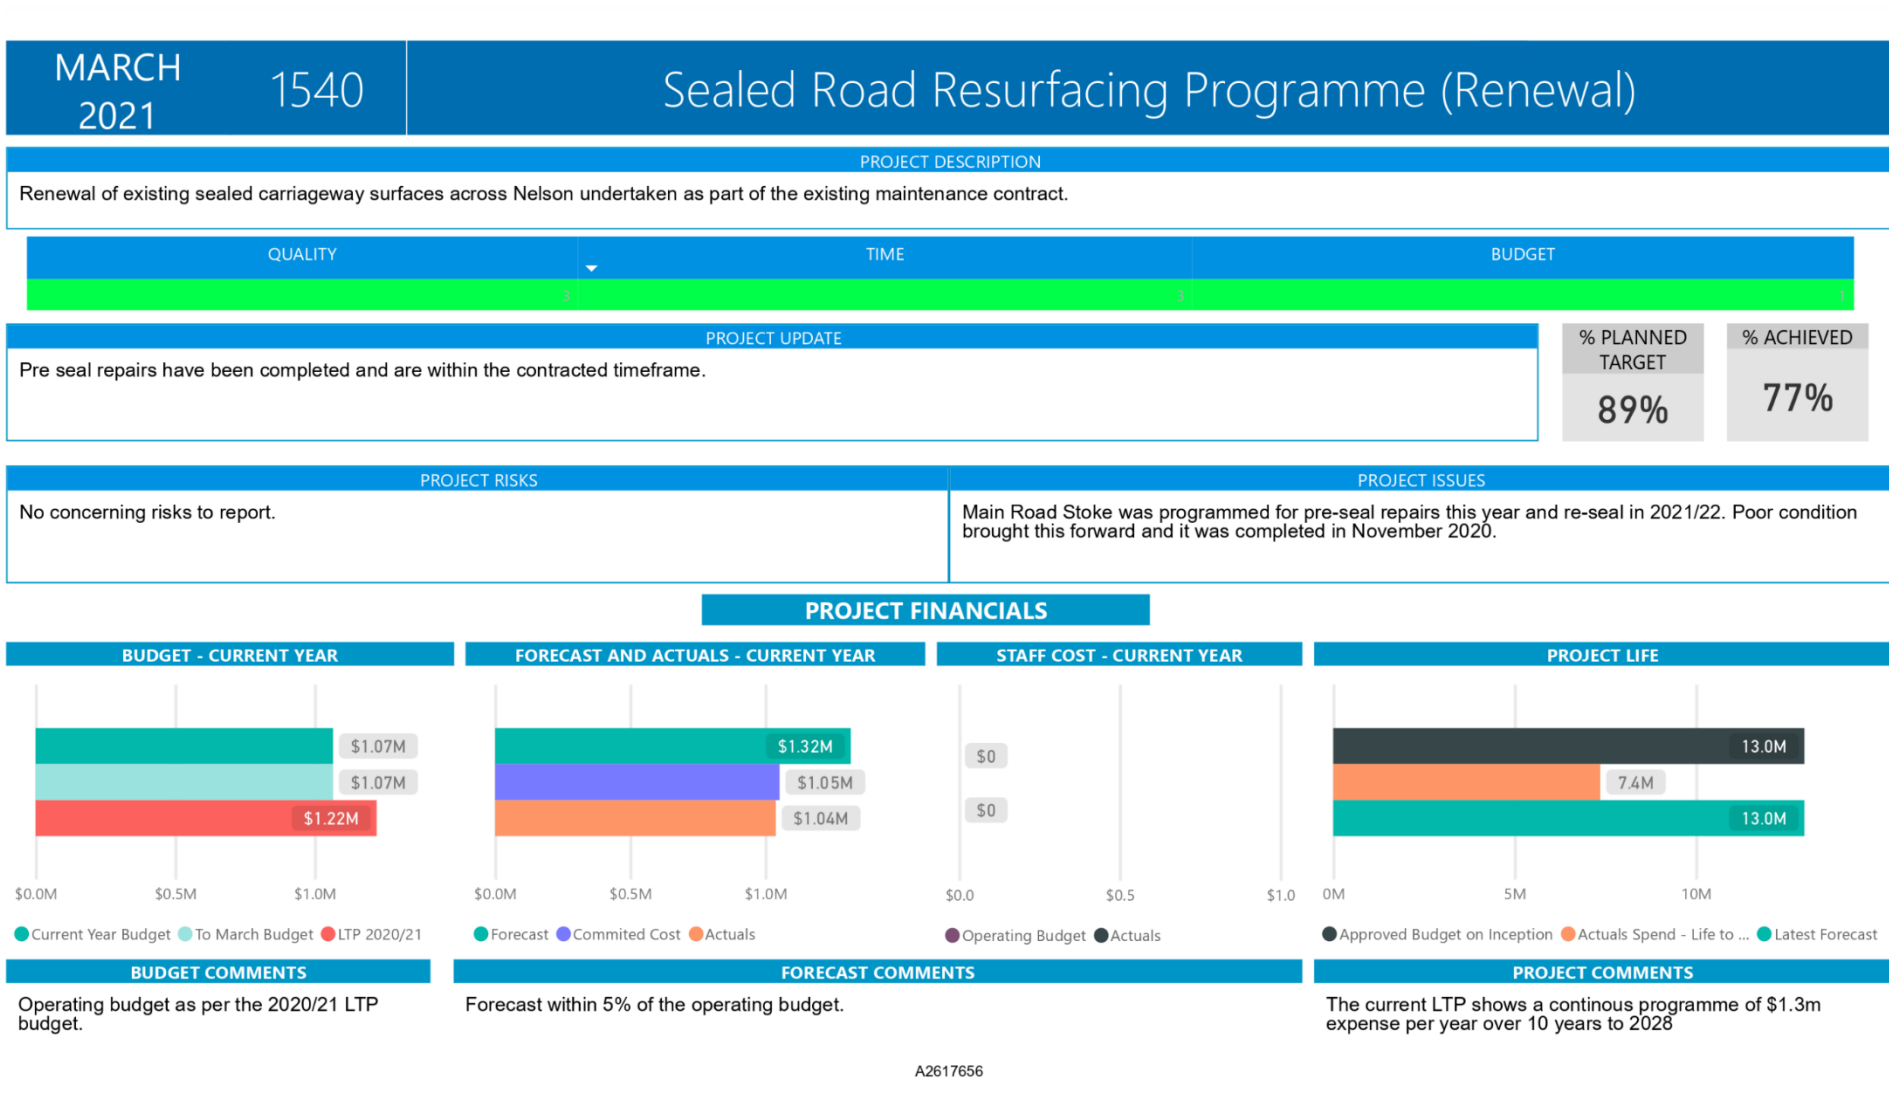 MARCH
2021
1540
Sealed Road Resurfacing Programme (Renewal)
PROJECT DESCRIPTION
Renewal of existing sealed carriageway surfaces across Nelson undertaken as part of the existing maintenance contract.
QUALITY
TIME
BUDGET
3
3
1
PROJECT UPDATE
Pre seal repairs have been completed and are within the contracted timeframe.
% PLANNED
TARGET
89%
% ACHIEVED
77%
PROJECT RISKS
No concerning risks to report.
PROJECT ISSUES
Main Road Stoke was programmed for pre-seal repairs this year and re-seal in 2021/22. Poor condition
brought this forward and it was completed in November 2020.
PROJECT FINANCIALS
BUDGET - CURRENT YEAR
$1.07M
$1.07M
$1.22M
$0.0M $0.5M $1.0M
Current Year Budget To March Budget LTP 2020/21
FORECAST AND ACTUALS - CURRENT YEAR
$1.32M
$1.05M
$1.04M
$0.0M $0.5M $1.0M
Forecast Commited Cost Actuals
STAFF COST - CURRENT YEAR
$0
$0
$0.0 $0.5 $1.0
Operating Budget Actuals
PROJECT LIFE
13.0M
7.4M
13.0M
0M 5M 10M
Approved Budget on Inception Actuals Spend - Life to ... Latest Forecast
BUDGET COMMENTS
Operating budget as per the 2020/21 LTP
budget.
FORECAST COMMENTS
Forecast within 5% of the operating budget.
PROJECT COMMENTS
The current LTP shows a continous programme of $1.3m
expense per year over 10 years to 2028
A2617656